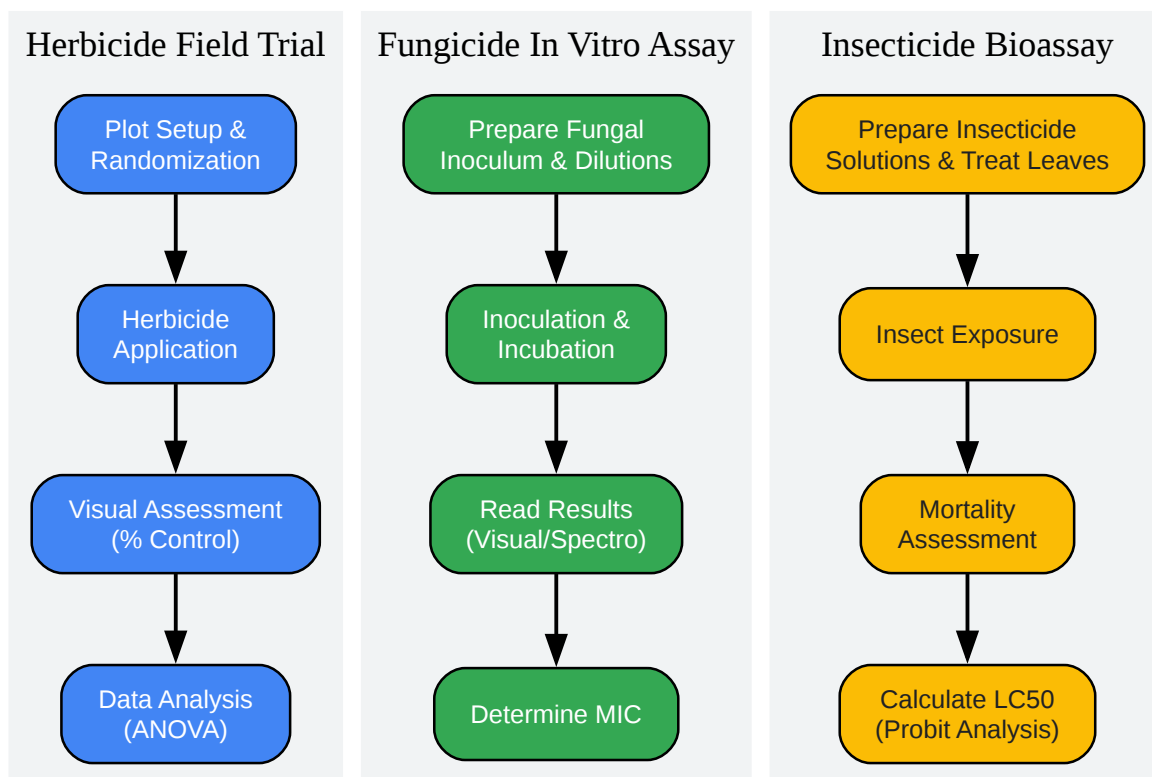 Herbicide Field Trial
Plot Setup &
Randomization
Herbicide
Application
Visual Assessment
(% Control)
Data Analysis
(ANOVA)
Fungicide In Vitro Assay
Prepare Fungal
Inoculum & Dilutions
Inoculation &
Incubation
Read Results
(Visual/Spectro)
Determine MIC
Insecticide Bioassay
Prepare Insecticide
Solutions & Treat Leaves
Insect Exposure
Mortality
Assessment
Calculate LC50
(Probit Analysis)